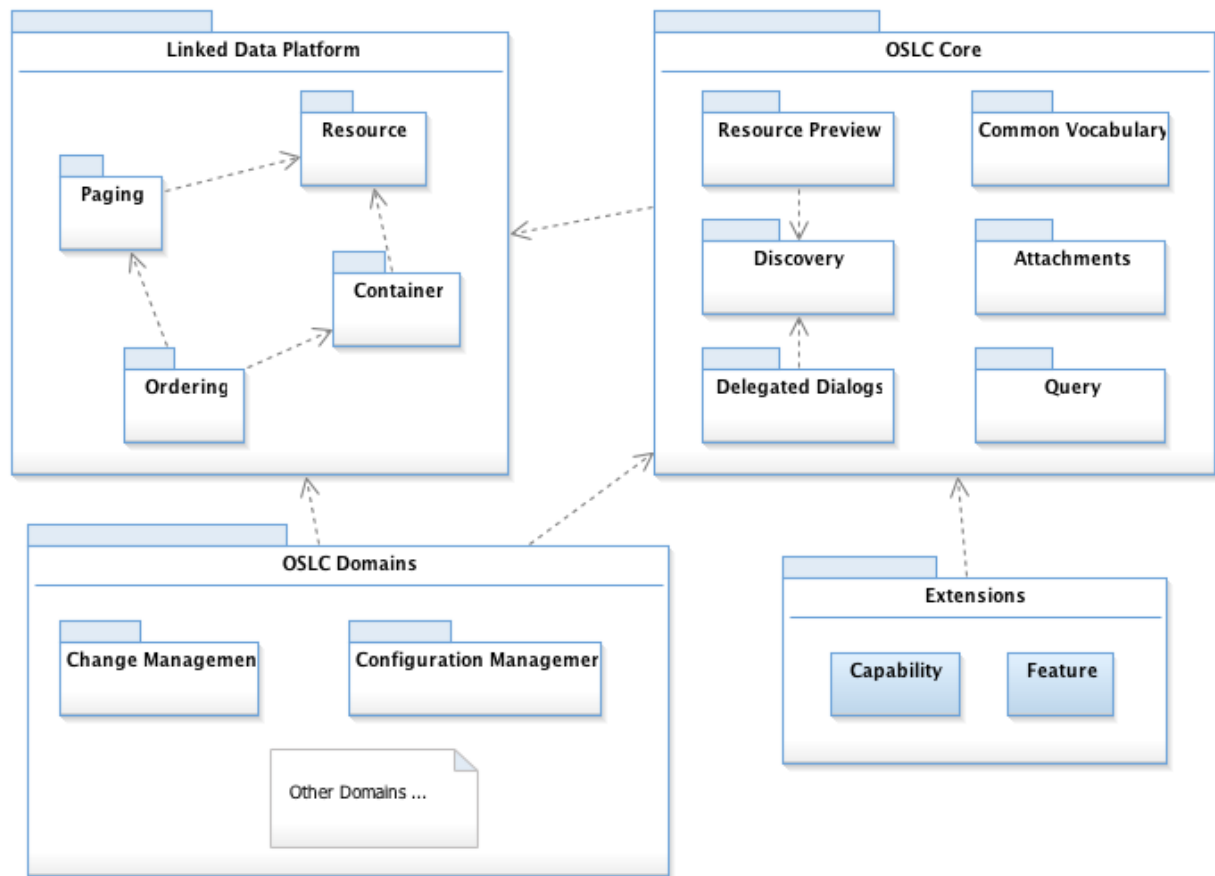 Linked Data Platform
Resource
Paging
Container
Ordering
OSLC Core
Resource Preview
Common Vocabulary
Discovery
Attachments
Delegated Dialogs
Query
OSLC Domains
Change Managemen
Configuration Managemer
Other Domains ...
Extensions
Capability
Feature